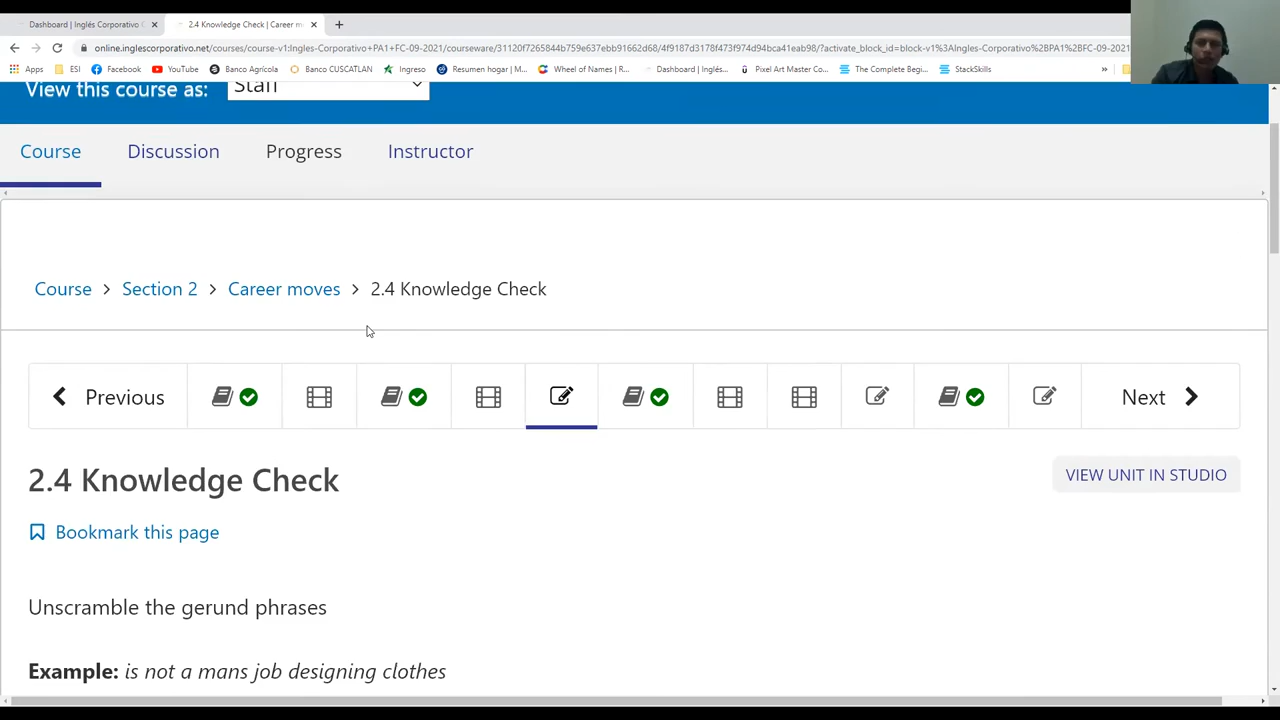 Dashboard | Inglés Corporativo
2.4 Knowledge Check | Career m
online.inglescorporativo.net/courses/course-v1:Ingles-Corporativo+PA1+FC-09-2021/courseware/31120f7265844b759e637ebb91662d68/4f9187d3178f473f974d94bca41eab98/?activate_block_id=block-v1%3AIngles-Corporativo%2BPA1%2BFC-09-2021%
Apps ESI Facebook YouTube Banco Agrícola Banco CUSCATLAN Ingreso Resumen hogar | M... Wheel of Names | R... Dashboard | Inglés... Pixel Art Master Co... The Complete Begi... StackSkills »
View this course as: Staff
Course Discussion Progress Instructor
Course > Section 2 > Career moves > 2.4 Knowledge Check
Previous Next
2.4 Knowledge Check
VIEW UNIT IN STUDIO
Bookmark this page
Unscramble the gerund phrases
Example: is not a mans job designing clothes